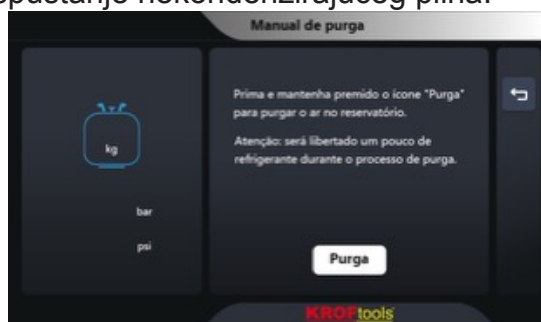 nekondenzirajućeg plina.
Manual de purga
Prima e mantenha premido o ícone "Purga"
para purgar o ar no reservatório.
Atenção: será libertado um pouco de
refrigerante durante o processo de purga.
kg
bar
psi
Purga
KROFtools